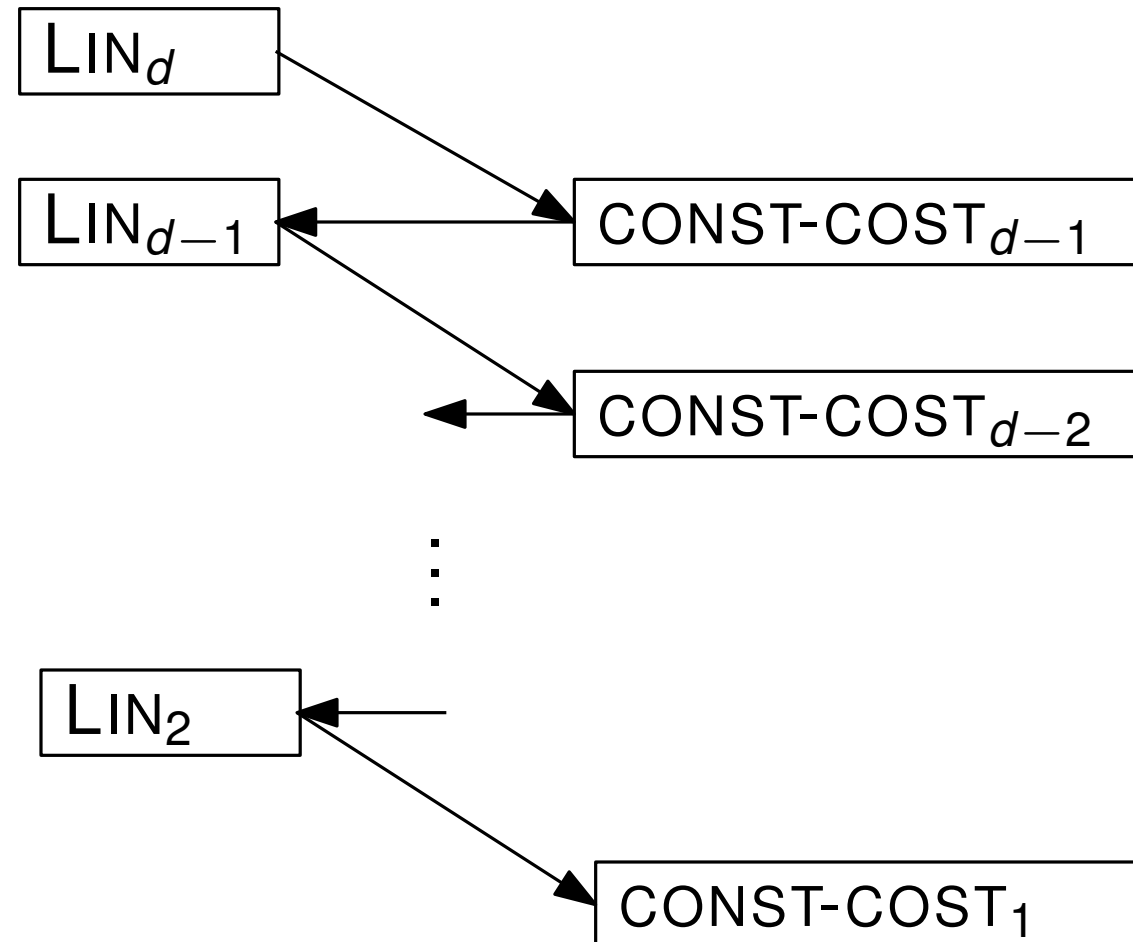 LIN_d
LIN_{d−1}
CONST-COST_{d−1}
CONST-COST_{d−2}
⋮
LIN_2
CONST-COST_1